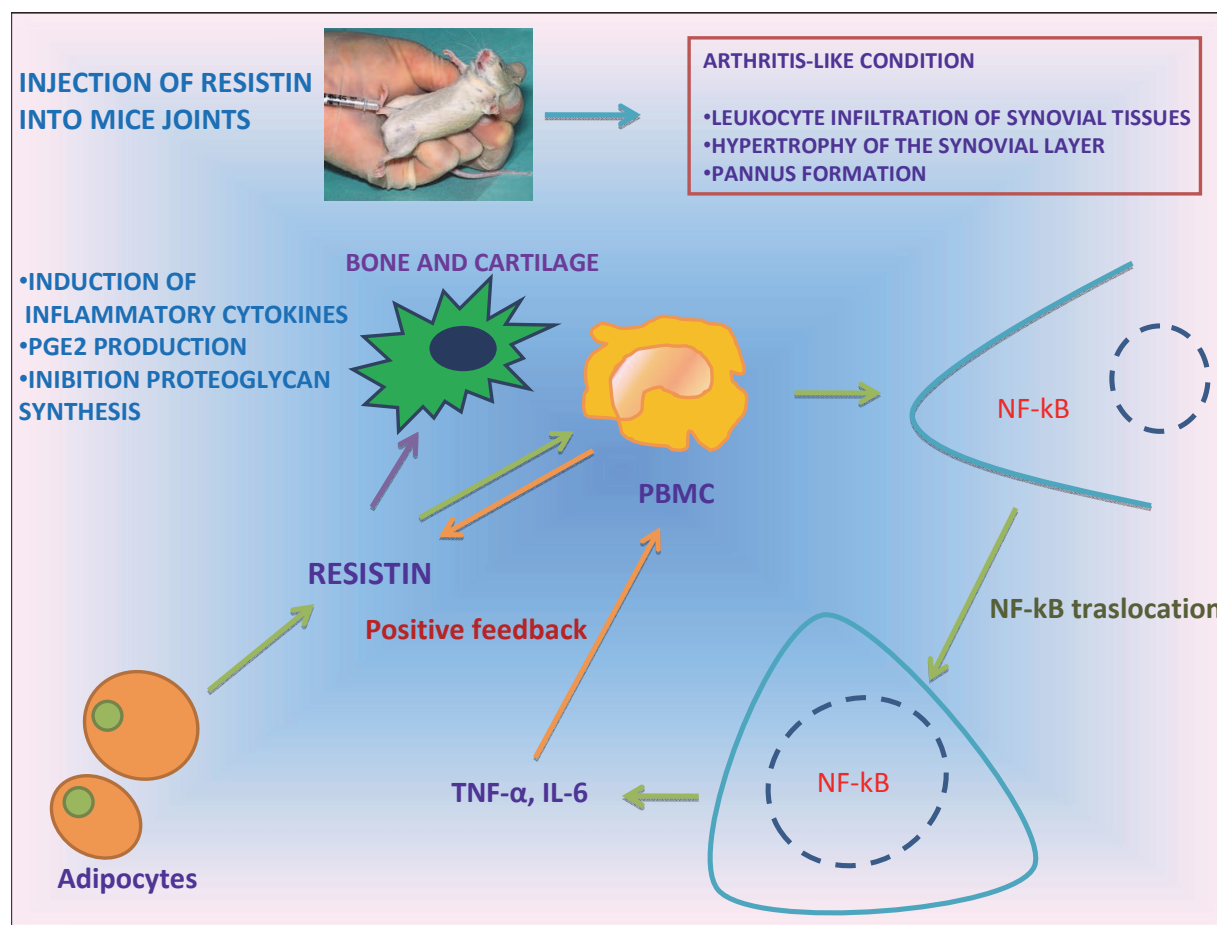 INJECTION OF RESISTIN
INTO MICE JOINTS
ARTHRITIS-LIKE CONDITION
•LEUKOCYTE INFILTRATION OF SYNOVIAL TISSUES
•HYPERTROPHY OF THE SYNOVIAL LAYER
•PANNUS FORMATION
•INDUCTION OF
INFLAMMATORY CYTOKINES
•PGE2 PRODUCTION
•INIBITION PROTEOGLYCAN
SYNTHESIS
BONE AND CARTILAGE
NF-kB
PBMC
RESISTIN
Positive feedback
NF-kB traslocation
NF-kB
TNF-α, IL-6
Adipocytes